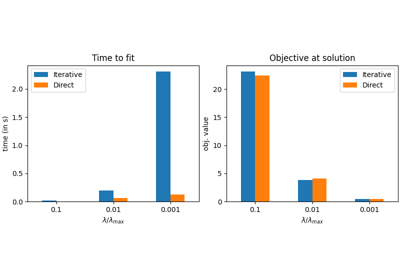 Time to fit
Iterative
Direct
time (in s)
2.0
1.5
1.0
0.5
0.0
0.1
0.01
0.001
λ/λmax
Objective at solution
Iterative
Direct
obj. value
20
15
10
5
0
0.1
0.01
0.001
λ/λmax